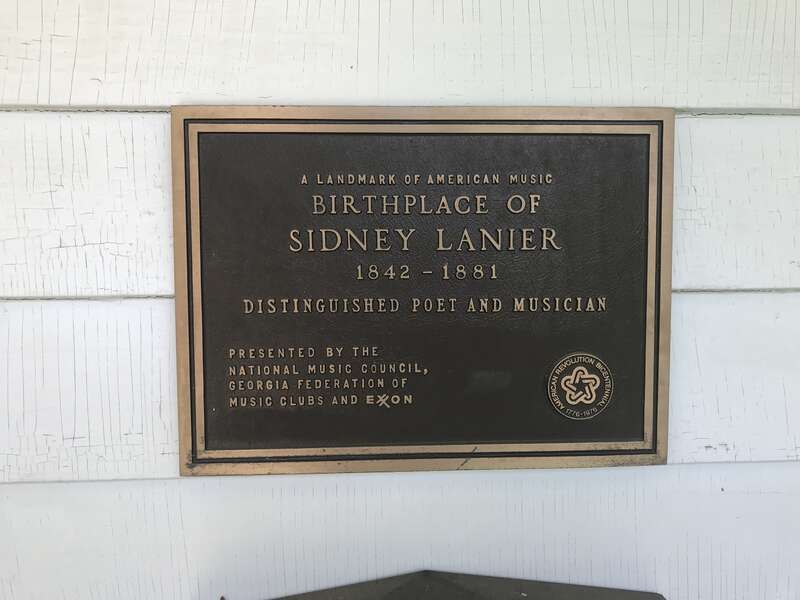 A LANDMARK OF AMERICAN MUSIC
BIRTHPLACE OF
SIDNEY LANIER
1842 - 1881
DISTINGUISHED POET AND MUSICIAN
PRESENTED BY THE
NATIONAL MUSIC COUNCIL,
GEORGIA FEDERATION OF
MUSIC CLUBS AND EXXON
AMERICAN REVOLUTION BICENTENNIAL
1776-1976